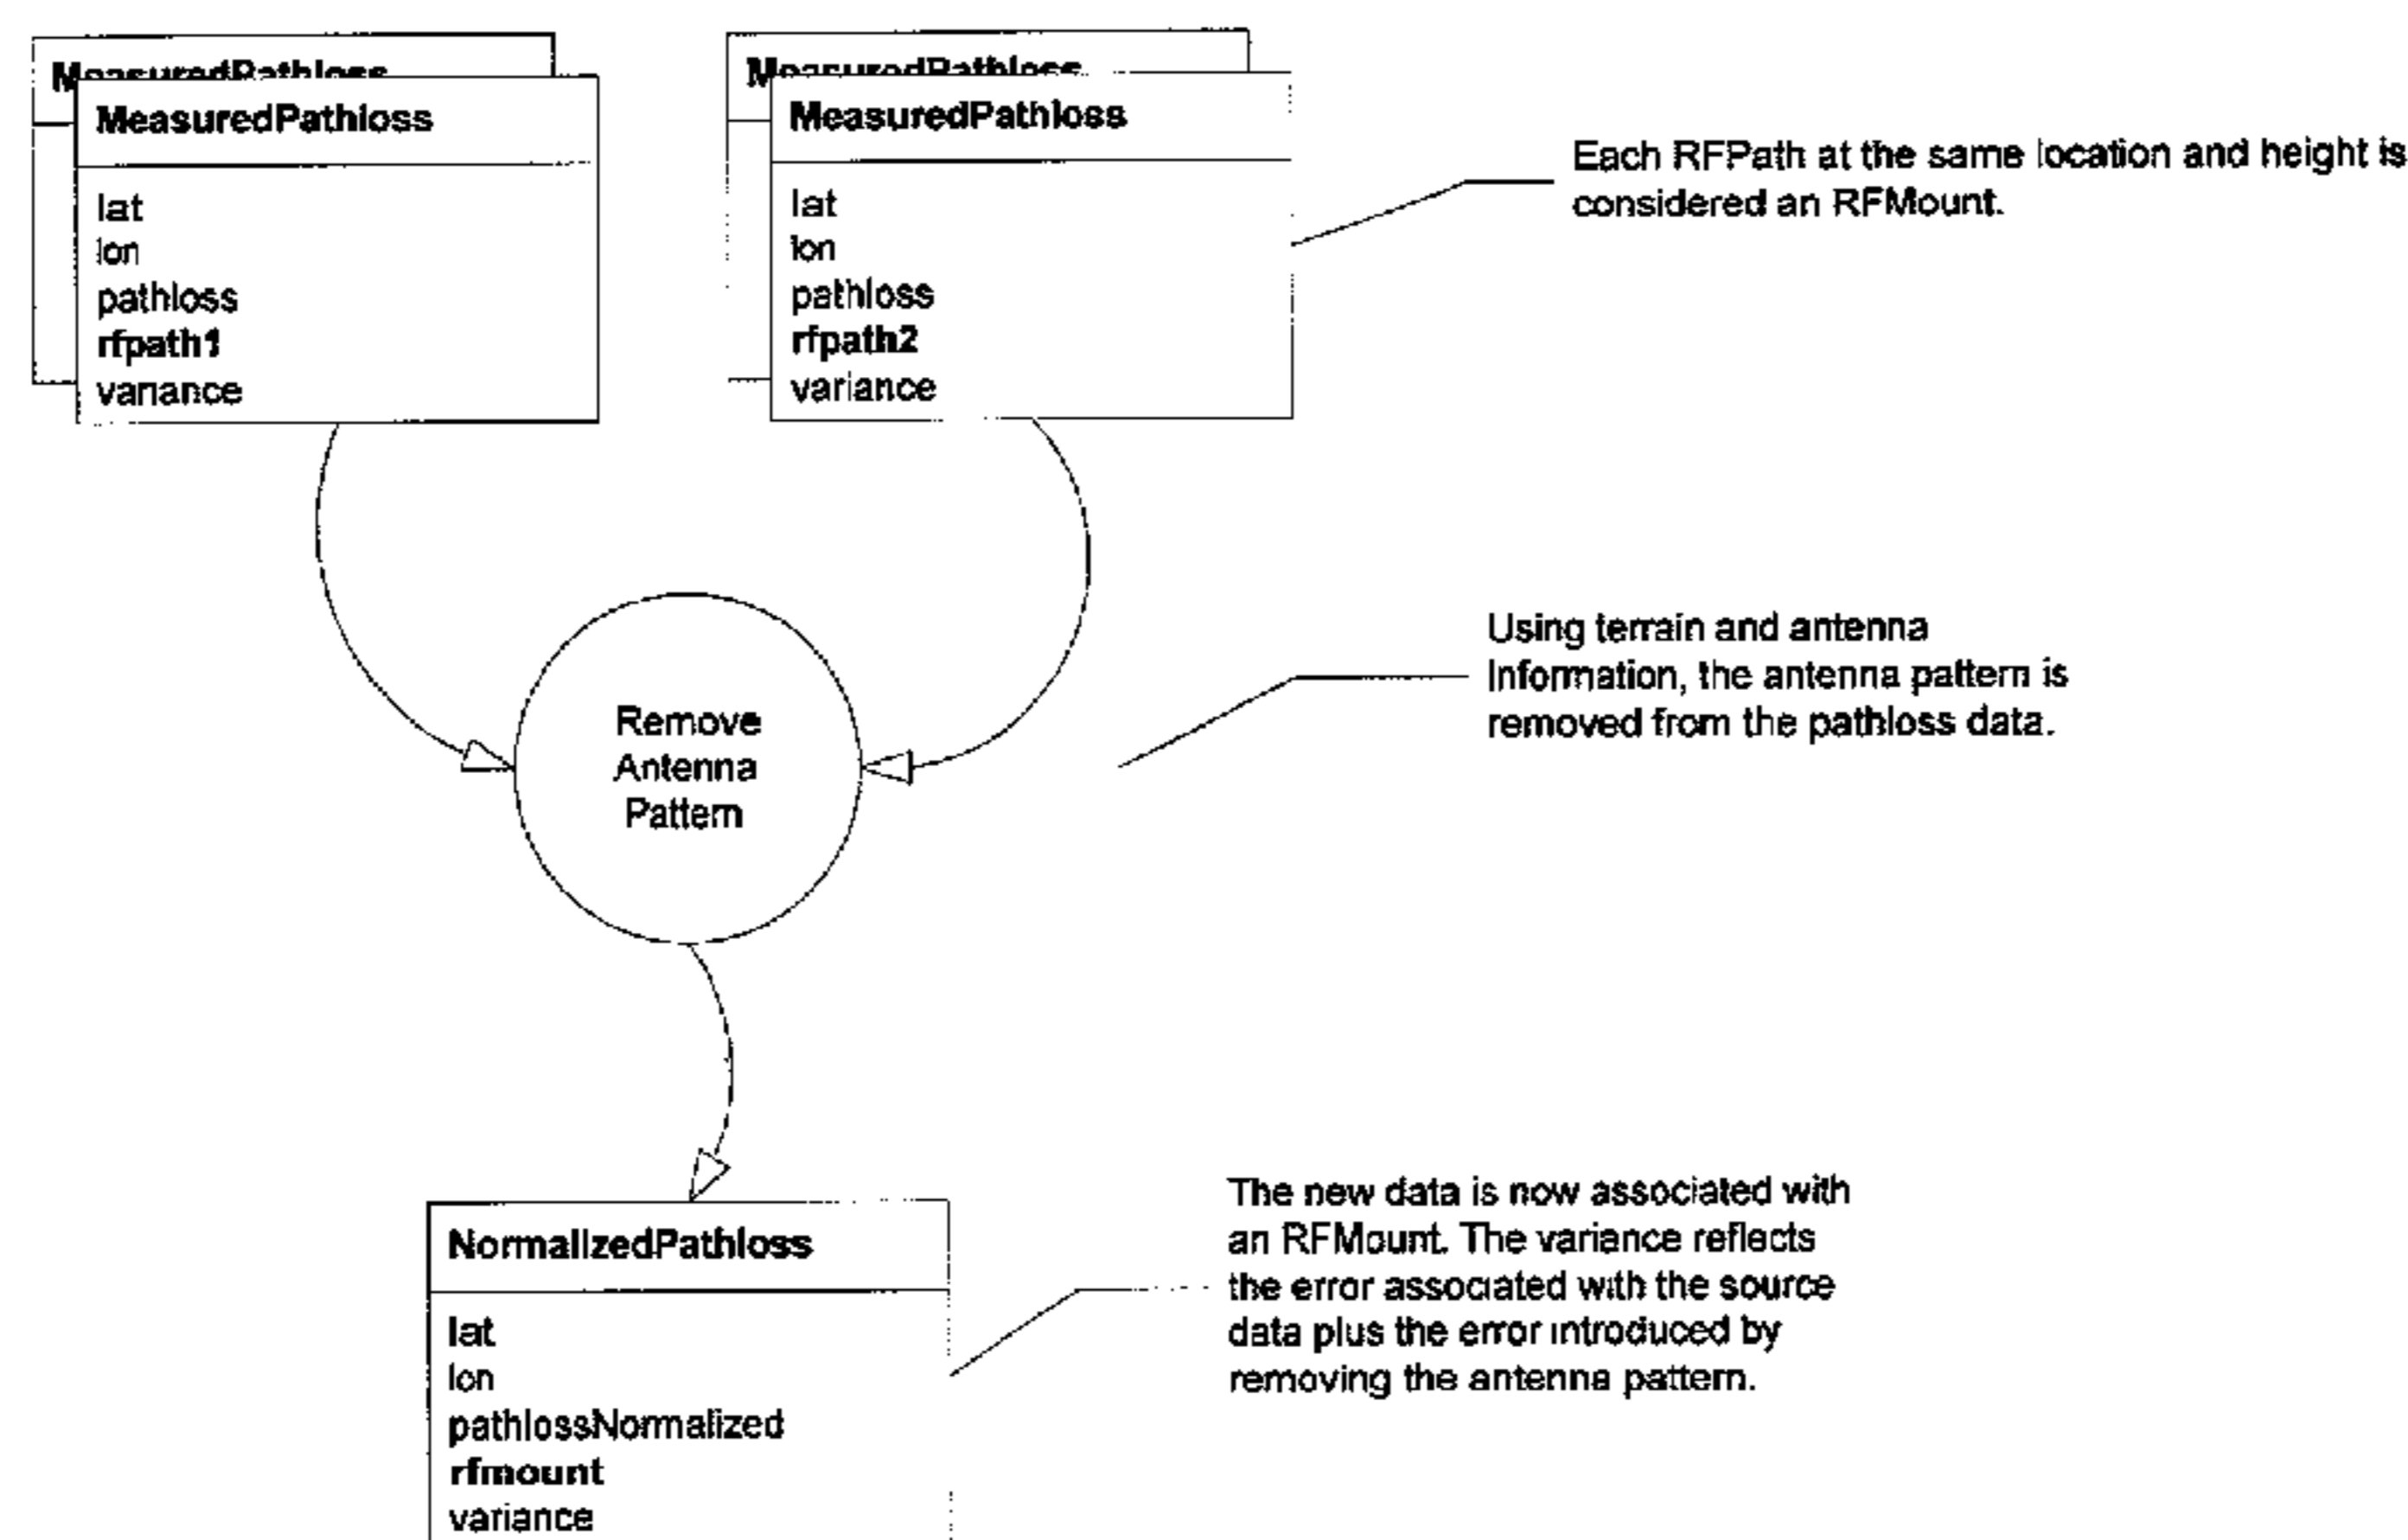 MeasuredPathloss
MeasuredPathloss
lat
lon
pathloss
rfpath1
variance
MeasuredPathloss
MeasuredPathloss
lat
lon
pathloss
rfpath2
variance
Each RFPath at the same location and height is
considered an RFMount.
Remove
Antenna
Pattern
Using terrain and antenna
Information, the antenna pattern is
removed from the pathloss data.
NormalizedPathloss
lat
lon
pathlossNormalized
rfmount
variance
The new data is now associated with
an RFMount. The variance reflects
the error associated with the source
data plus the error introduced by
removing the antenna pattern.